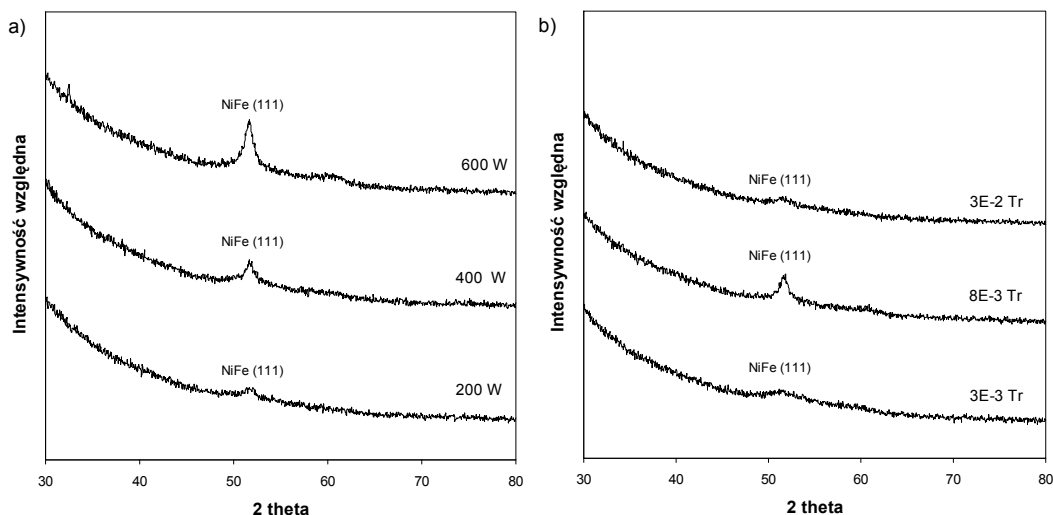 a)
Intensywność względna
NiFe (111)
600 W
NiFe (111)
400 W
NiFe (111)
200 W
30 40 50 60 70 80
2 theta
b)
Intensywność względna
NiFe (111)
3E-2 Tr
NiFe (111)
8E-3 Tr
NiFe (111)
3E-3 Tr
30 40 50 60 70 80
2 theta